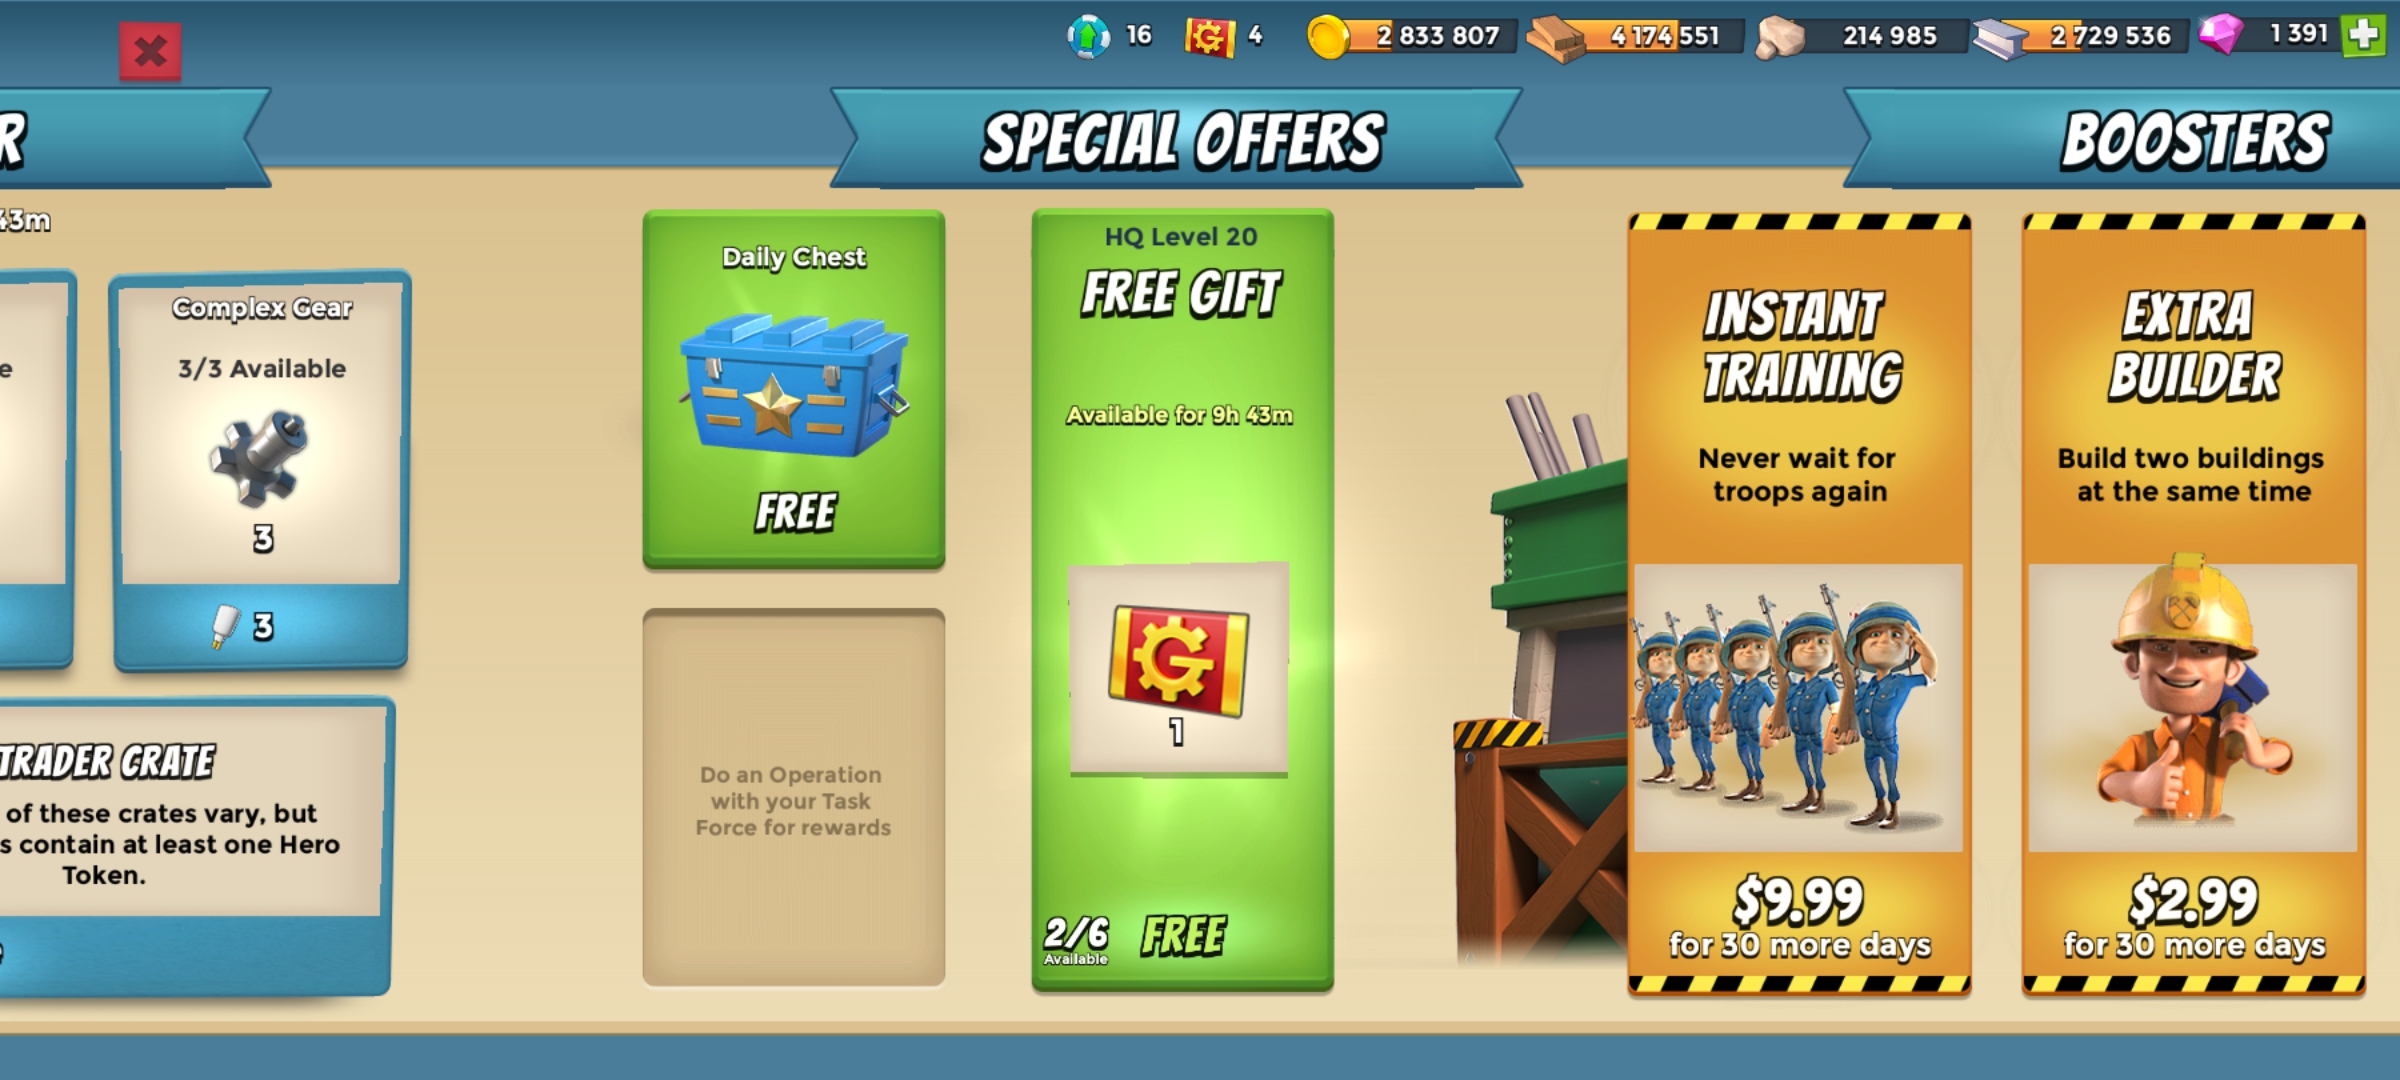 16
4
2 833 807
4 174 551
214 985
2 729 536
1 391
R
SPECIAL OFFERS
BOOSTERS
43m
Complex Gear
3/3 Available
3
3
e
TRADER CRATE
of these crates vary, but
s contain at least one Hero
Token.
Daily Chest
FREE
Do an Operation
with your Task
Force for rewards
HQ Level 20
FREE GIFT
Available for 9h 43m
G
1
2/6
Available
FREE
INSTANT
TRAINING
Never wait for
troops again
$9.99
for 30 more days
EXTRA
BUILDER
Build two buildings
at the same time
$2.99
for 30 more days